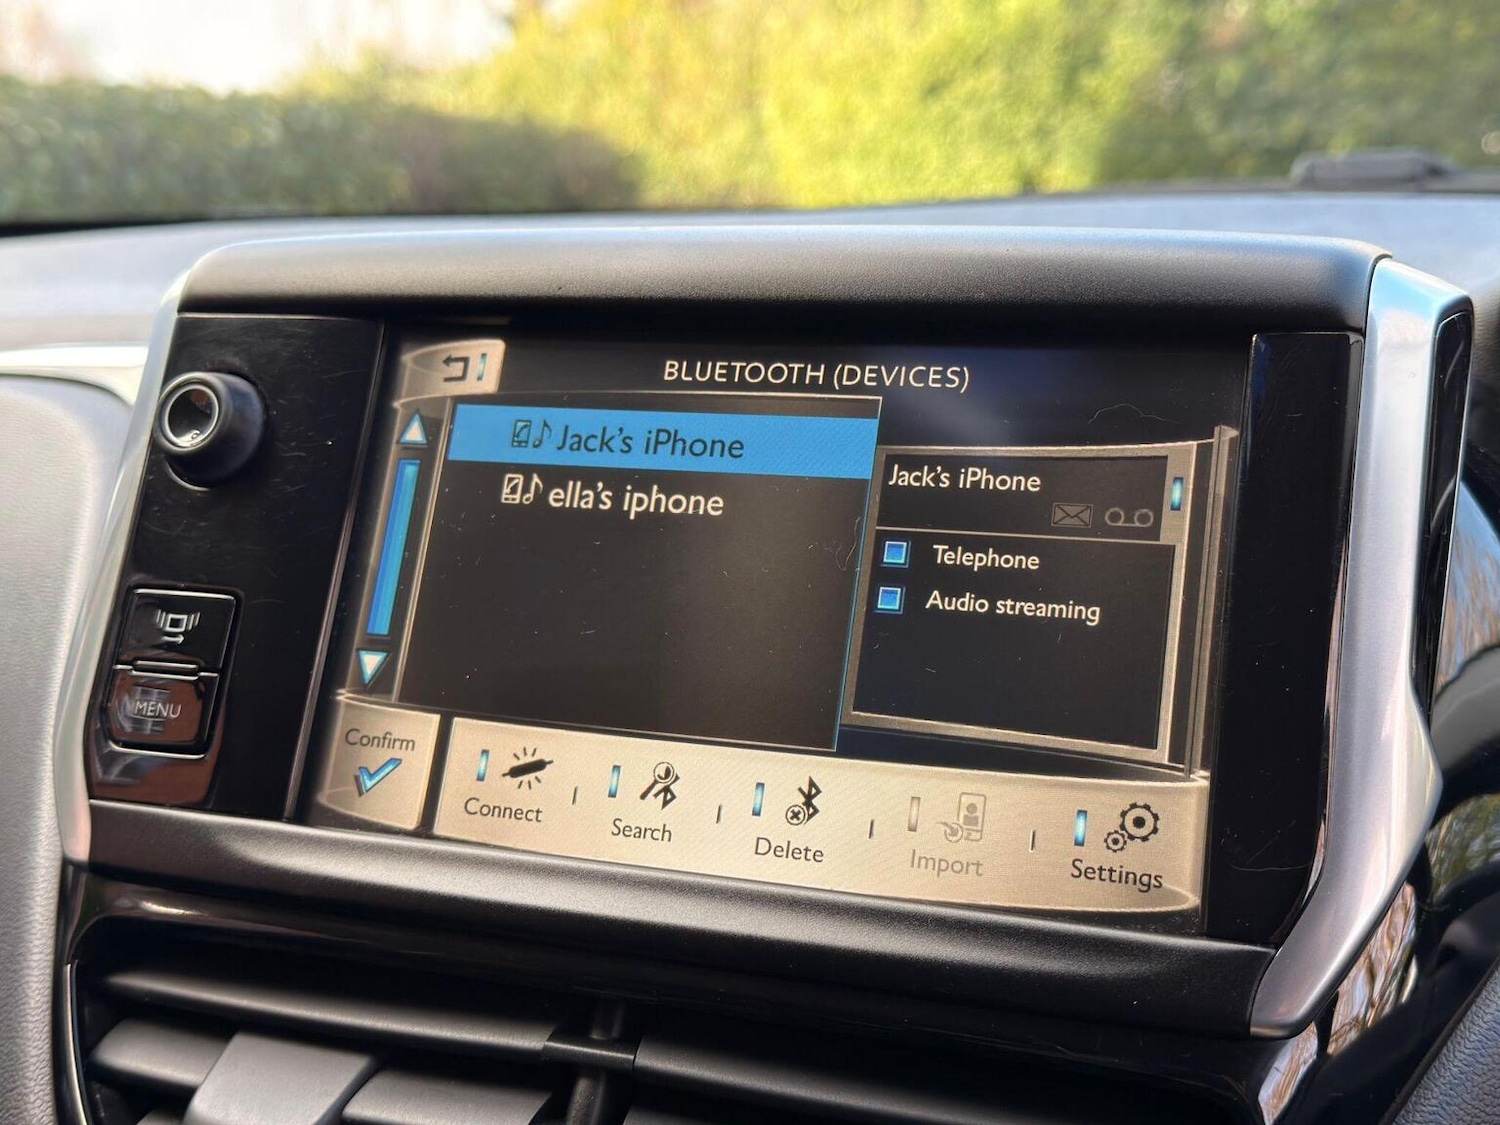 BLUETOOTH (DEVICES)
Jack's iPhone
ella's iphone
Jack's iPhone
Telephone
Audio streaming
MENU
Confirm
Connect
Search
Delete
Import
Settings